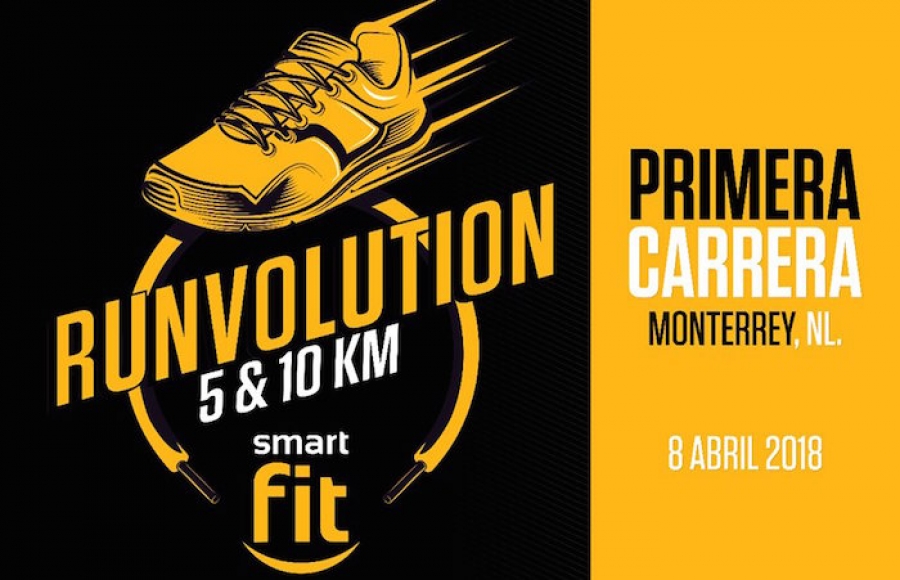 RUNVOLUTION
5 & 10 KM
smart
fit
PRIMERA
CARRERA
MONTERREY, NL.
8 ABRIL 2018